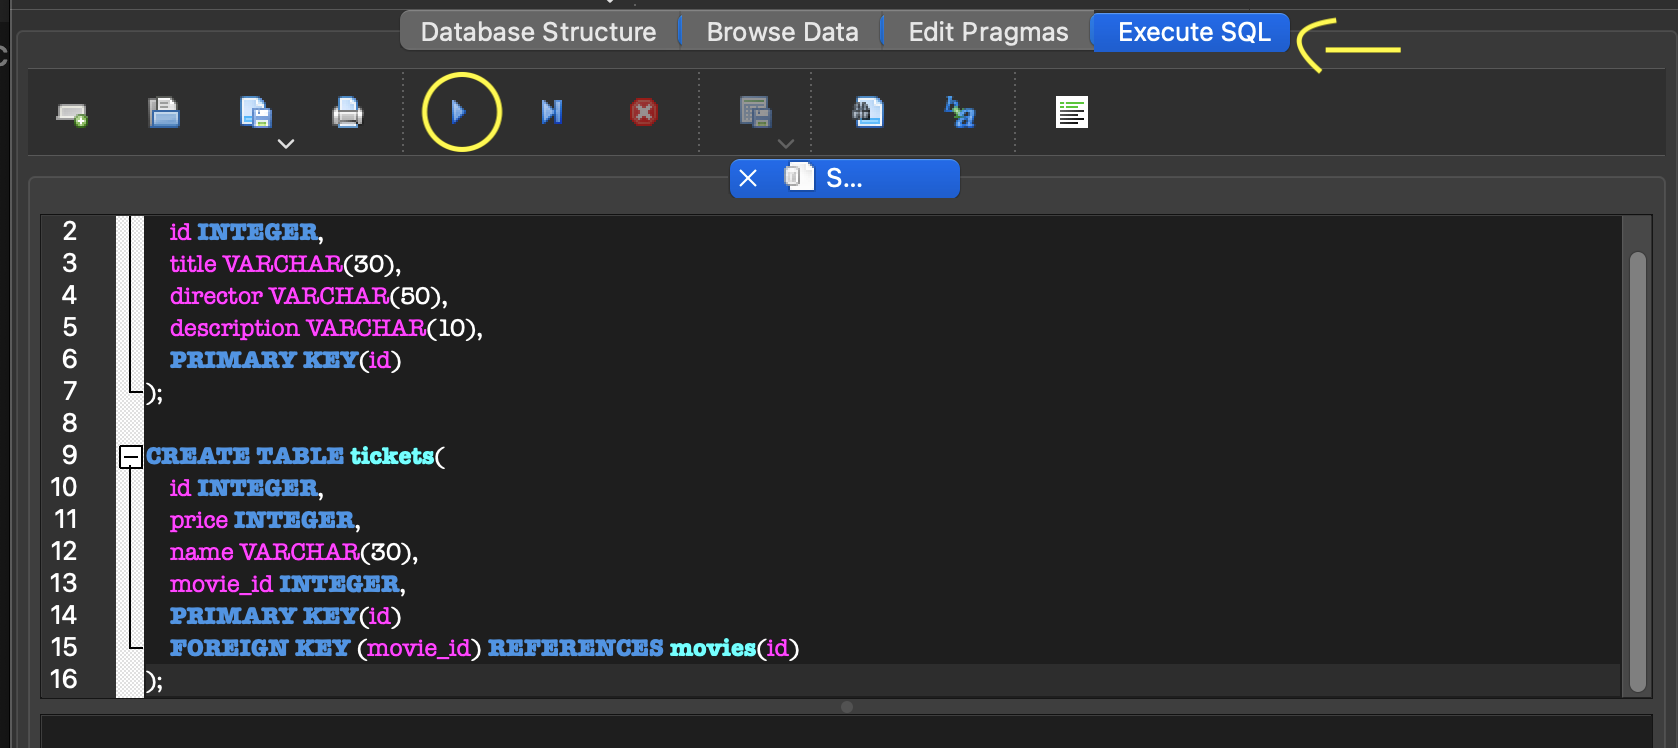 Database Structure Browse Data Edit Pragmas Execute SQL
S...
2 id INTEGER,
3 title VARCHAR(30),
4 director VARCHAR(50),
5 description VARCHAR(10),
6 PRIMARY KEY(id)
7 );
8
9 CREATE TABLE tickets(
10 id INTEGER,
11 price INTEGER,
12 name VARCHAR(30),
13 movie_id INTEGER,
14 PRIMARY KEY(id)
15 FOREIGN KEY (movie_id) REFERENCES movies(id)
16 );